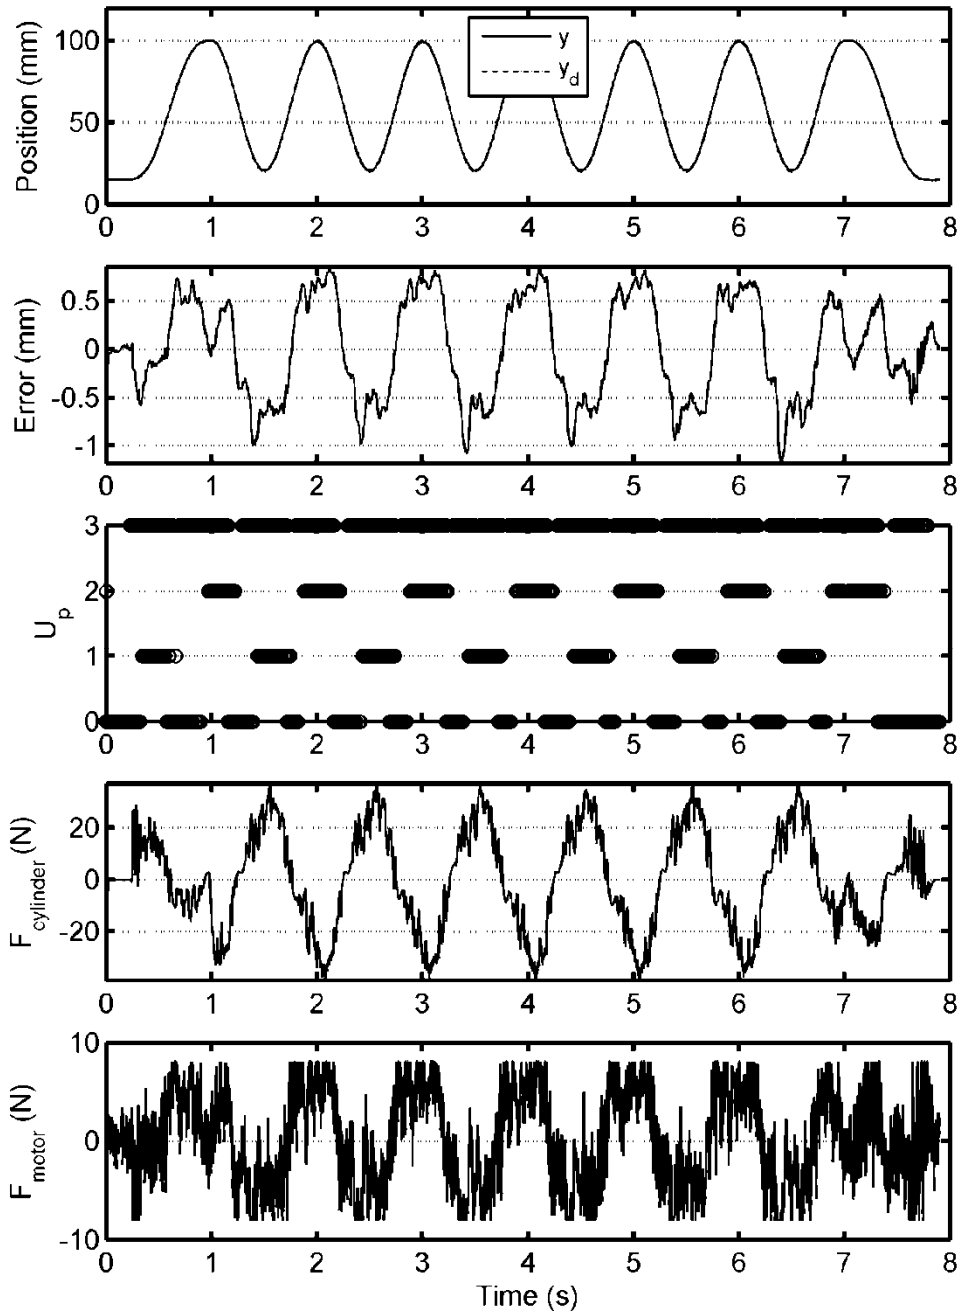 Position (mm)
100
50
0
y
y_d
0 1 2 3 4 5 6 7 8
Error (mm)
0.5
0
-0.5
-1
0 1 2 3 4 5 6 7 8
U_p
3
2
1
0
0 1 2 3 4 5 6 7 8
F_cylinder (N)
20
0
-20
0 1 2 3 4 5 6 7 8
F_motor (N)
10
0
-10
0 1 2 3 4 5 6 7 8
Time (s)